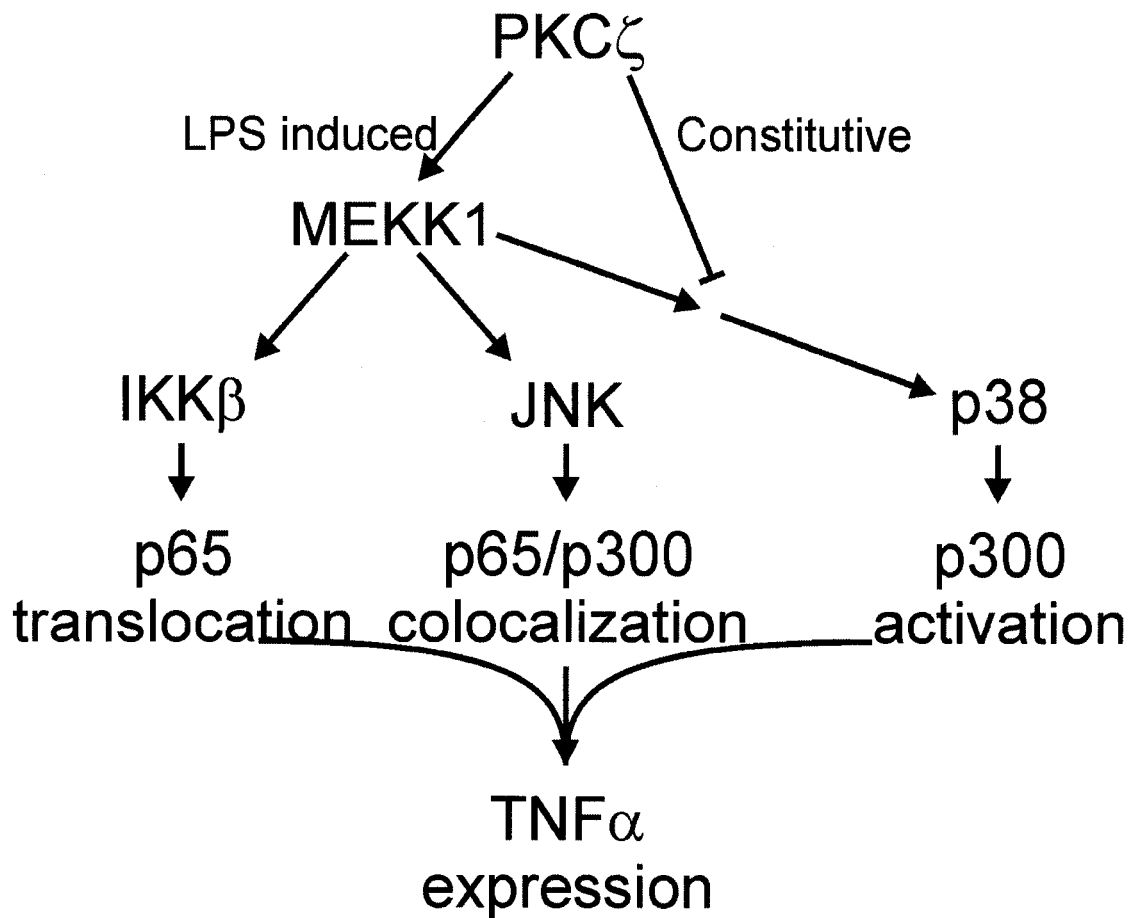 PKCζ
LPS induced
Constitutive
MEKK1
IKKβ
JNK
p38
p65
translocation
p65/p300
colocalization
p300
activation
TNFα
expression